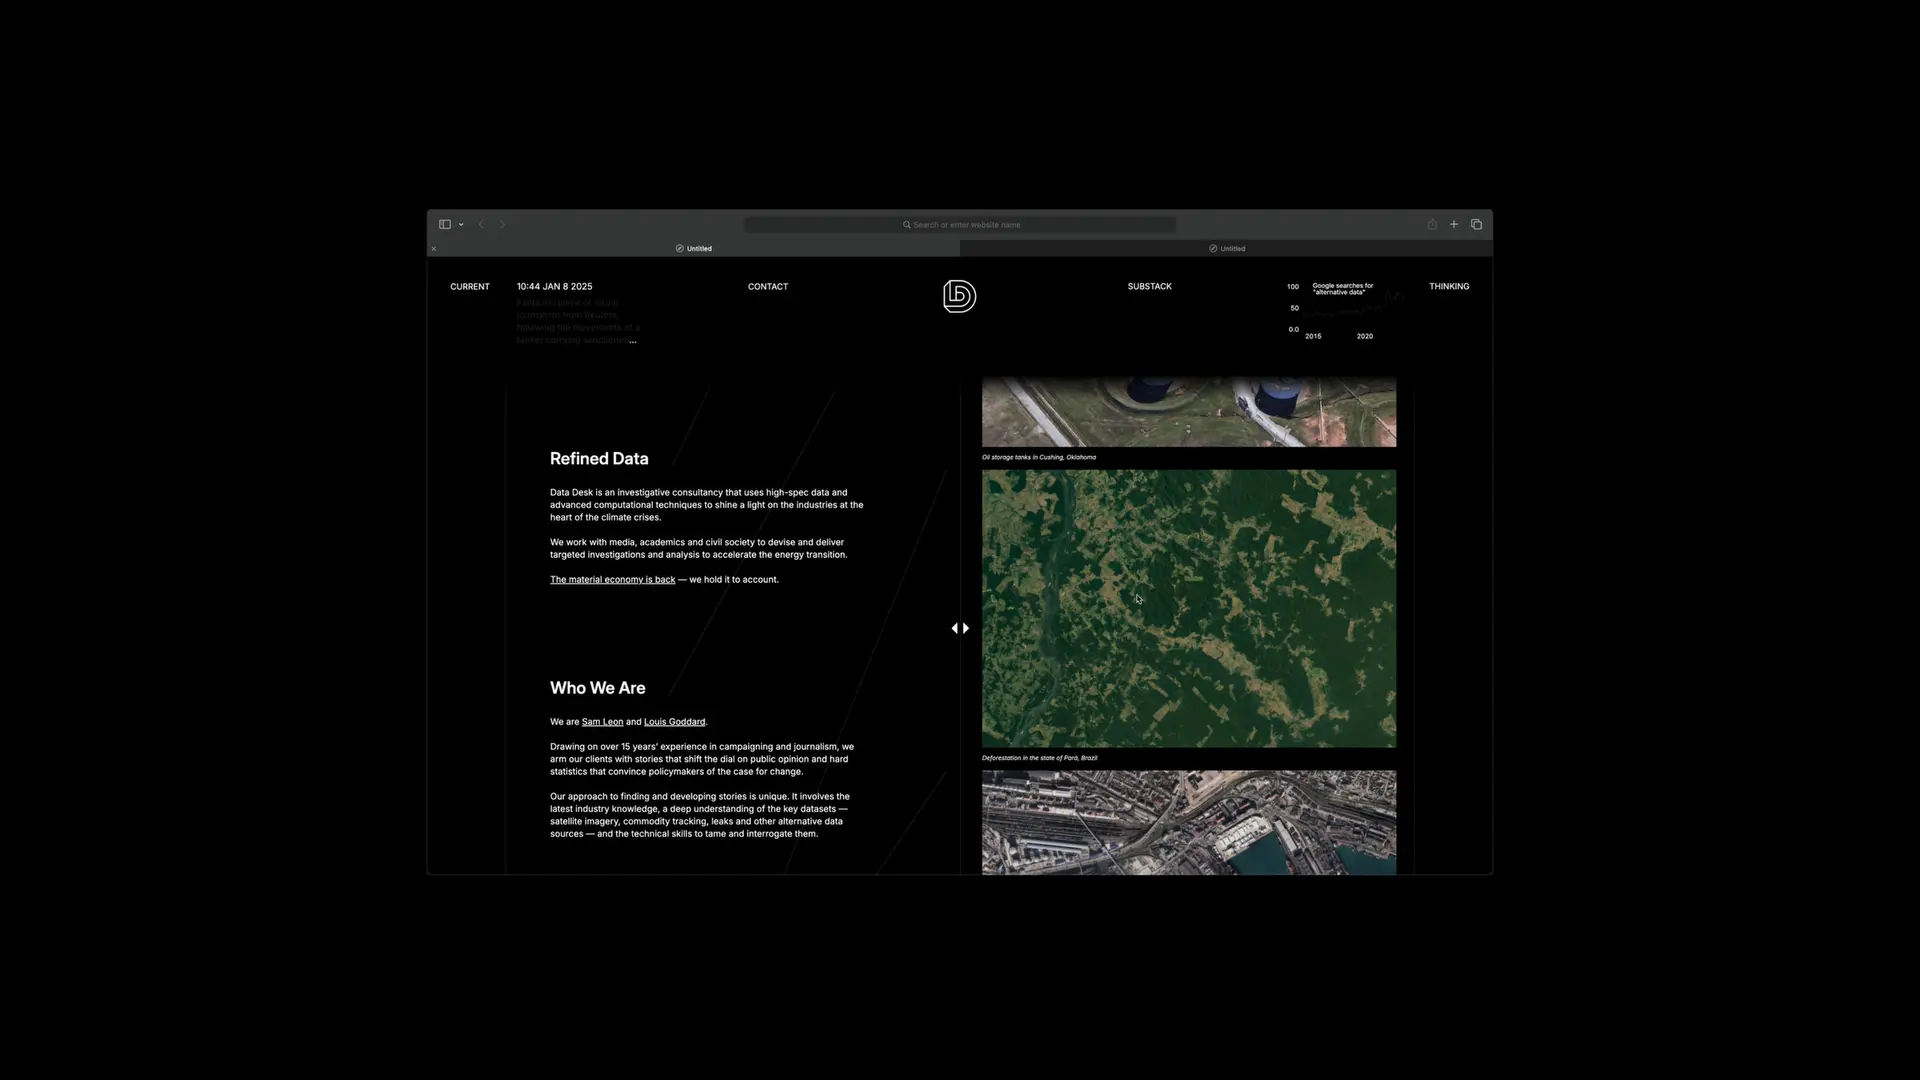 Search or enter website name
Untitled
Untitled
CURRENT
10:44 JAN 8 2025
Fantastic piece of visual
journalism from Reuters,
following the movements of a
tanker carrying sanctioned...
CONTACT
SUBSTACK
100
50
0.0
Google searches for
"alternative data"
2015
2020
THINKING
Refined Data
Data Desk is an investigative consultancy that uses high-spec data and
advanced computational techniques to shine a light on the industries at the
heart of the climate crises.
We work with media, academics and civil society to devise and deliver
targeted investigations and analysis to accelerate the energy transition.
The material economy is back — we hold it to account.
Who We Are
We are Sam Leon and Louis Goddard.
Drawing on over 15 years' experience in campaigning and journalism, we
arm our clients with stories that shift the dial on public opinion and hard
statistics that convince policymakers of the case for change.
Our approach to finding and developing stories is unique. It involves the
latest industry knowledge, a deep understanding of the key datasets —
satellite imagery, commodity tracking, leaks and other alternative data
sources — and the technical skills to tame and interrogate them.
Oil storage tanks in Cushing, Oklahoma
Deforestation in the state of Pará, Brazil